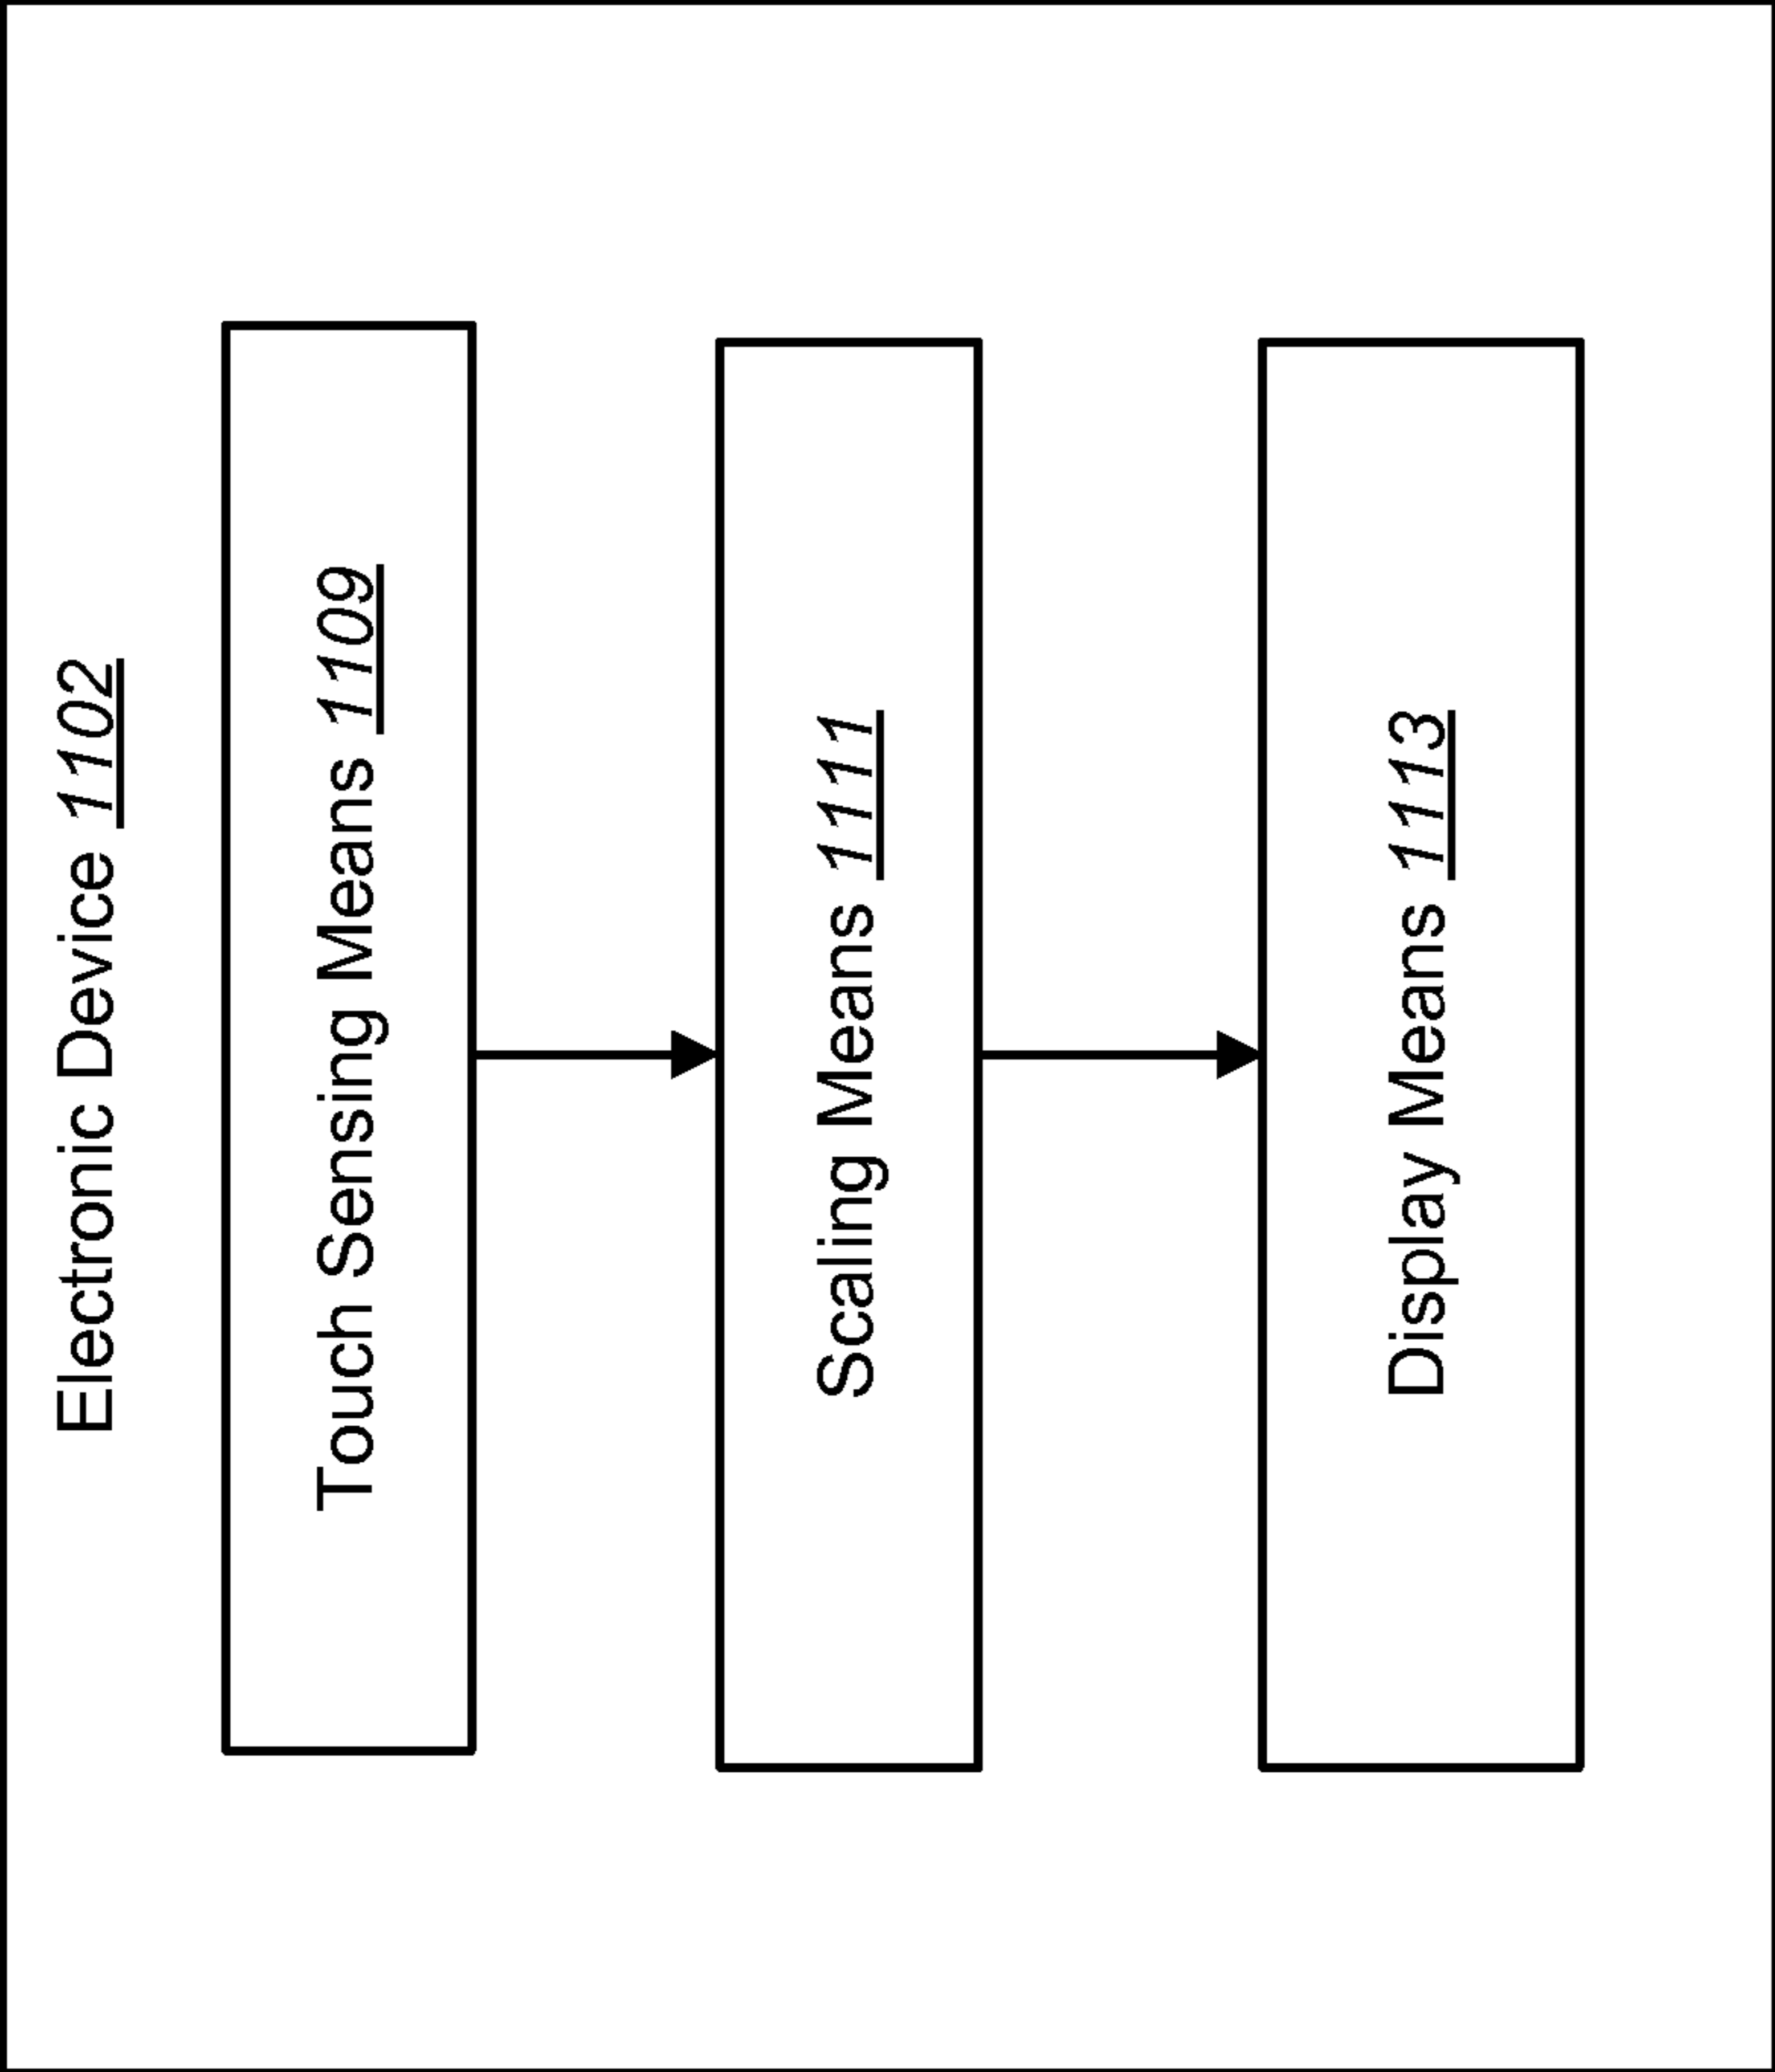 Electronic Device 1102
Touch Sensing Means 1109
Scaling Means 1111
Display Means 1113